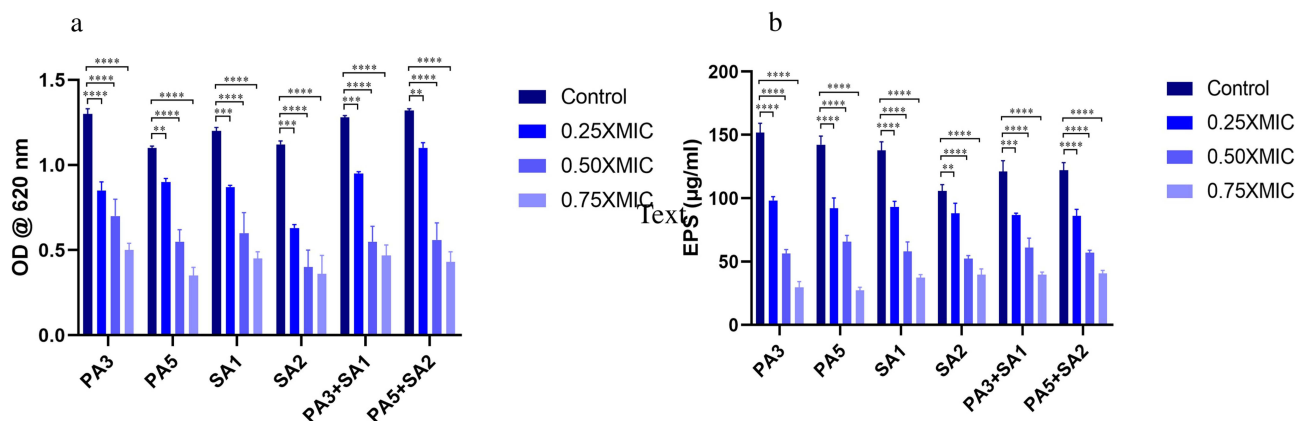 a
OD @ 620 nm
1.5
1.0
0.5
0.0
**** **** **** **** **** ****
**** **** **** **** **** ****
**** ** *** *** *** **
PA3 PA5 SA1 SA2 PA3+SA1 PA5+SA2
Control
0.25XMIC
0.50XMIC
0.75XMIC
Text
b
EPS (µg/ml)
200
150
100
50
0
**** **** **** **** **** ****
**** **** **** **** **** ****
**** **** **** ** *** ****
PA3 PA5 SA1 SA2 PA3+SA1 PA5+SA2
Control
0.25XMIC
0.50XMIC
0.75XMIC